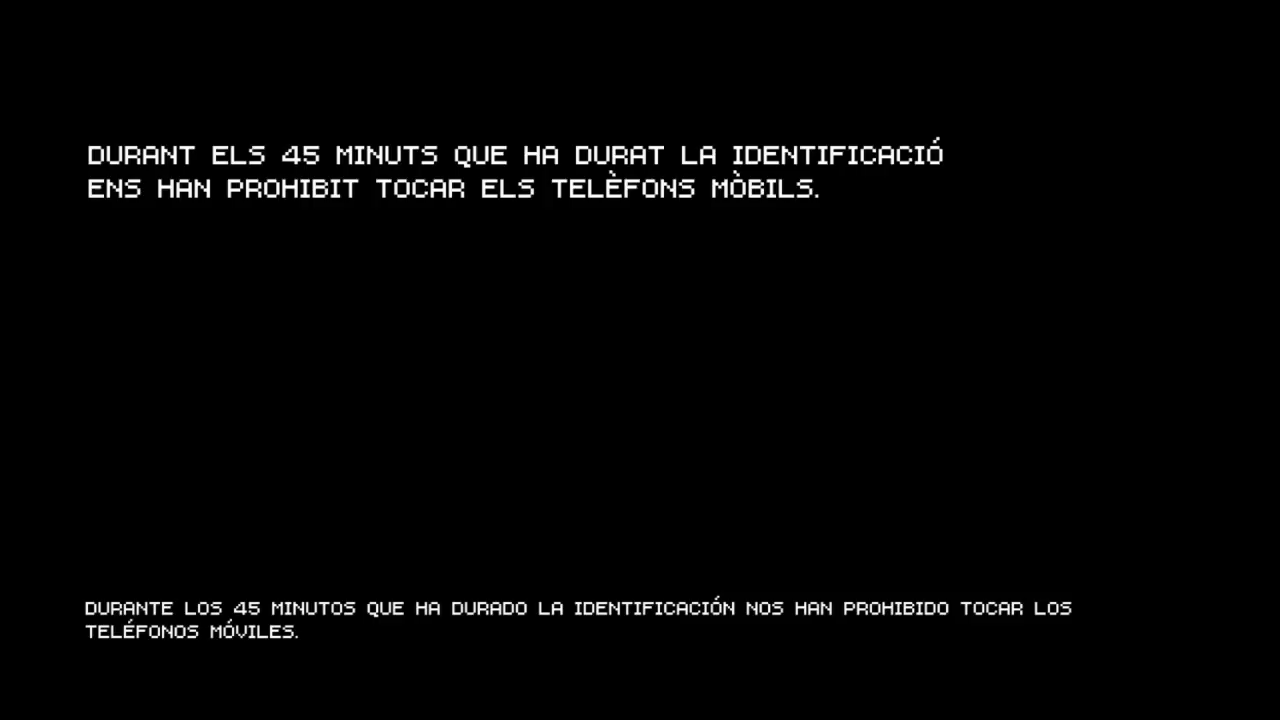 DURANT ELS 45 MINUTS QUE HA DURAT LA IDENTIFICACIÓ
ENS HAN PROHIBIT TOCAR ELS TELÈFONS MÒBILS.
DURANTE LOS 45 MINUTOS QUE HA DURADO LA IDENTIFICACIÓN NOS HAN PROHIBIDO TOCAR LOS
TELÉFONOS MÓVILES.